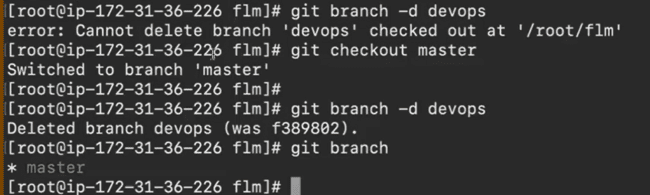 [root@ip-172-31-36-226 flm]# git branch -d devops
error: Cannot delete branch 'devops' checked out at '/root/flm'
[root@ip-172-31-36-226 flm]# git checkout master
Switched to branch 'master'
[root@ip-172-31-36-226 flm]#
[root@ip-172-31-36-226 flm]# git branch -d devops
Deleted branch devops (was f389802).
[root@ip-172-31-36-226 flm]# git branch
* master
[root@ip-172-31-36-226 flm]#